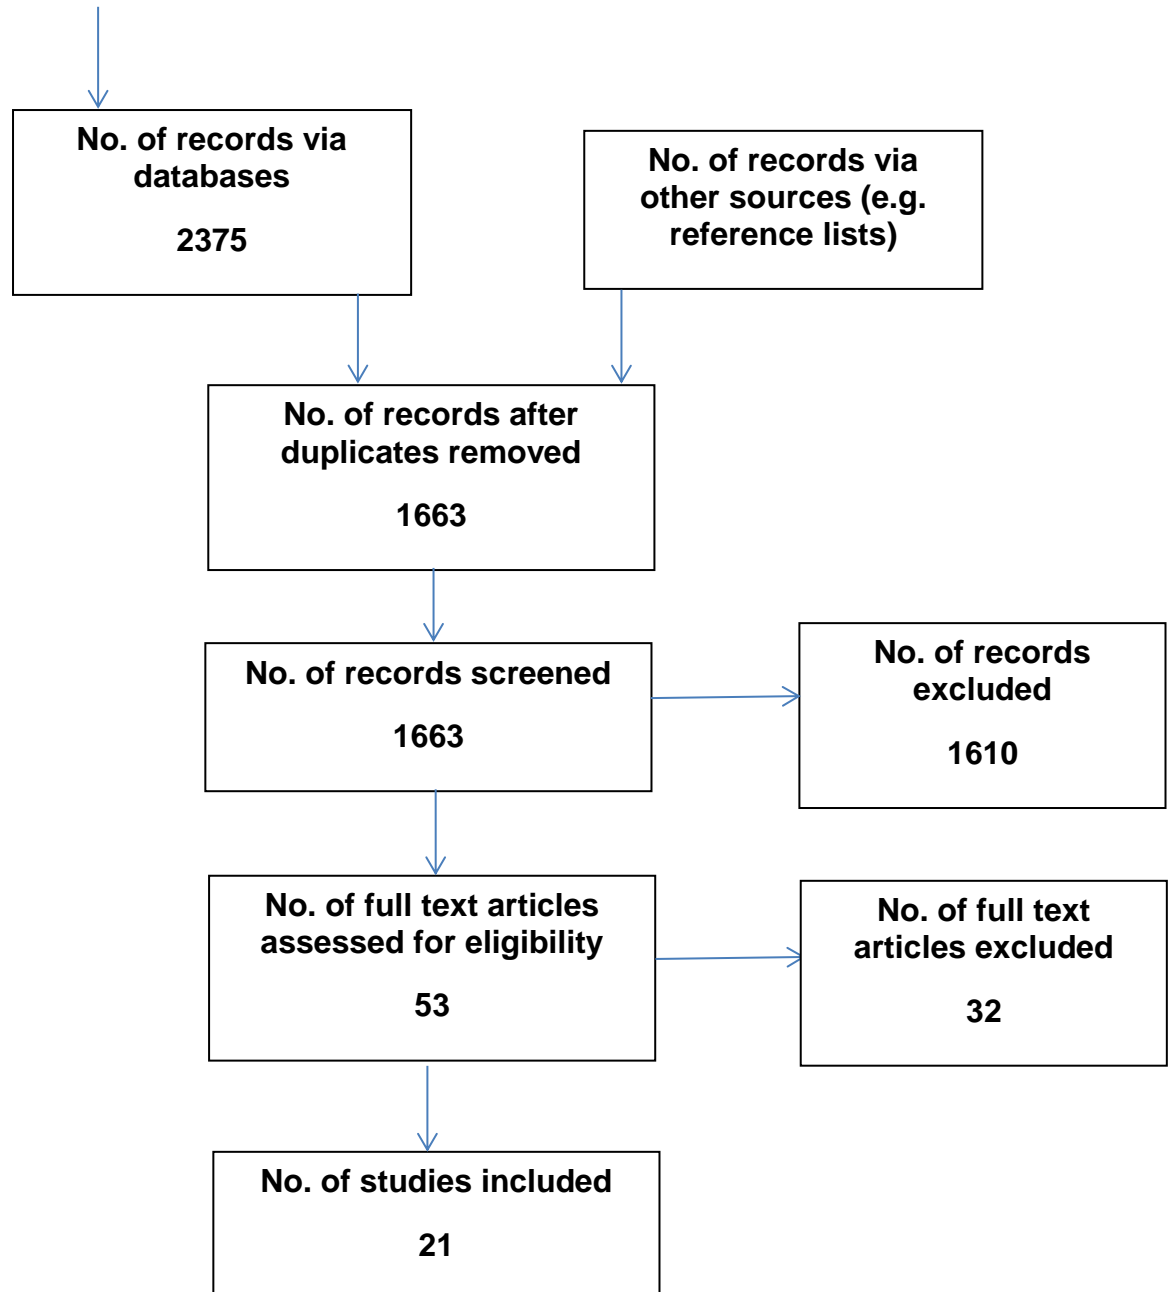 No. of records via
databases
2375
No. of records via
other sources (e.g.
reference lists)
No. of records after
duplicates removed
1663
No. of records screened
1663
No. of records
excluded
1610
No. of full text articles
assessed for eligibility
53
No. of full text
articles excluded
32
No. of studies included
21